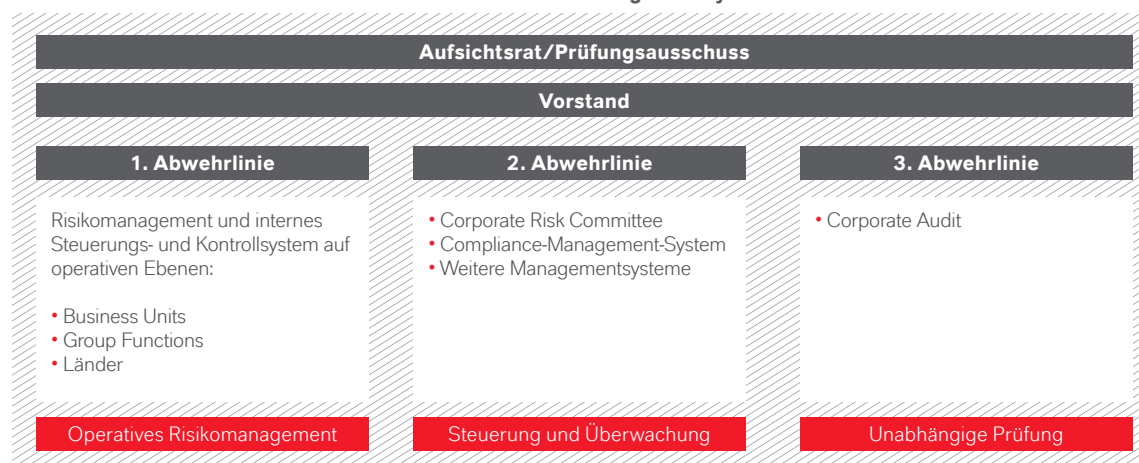 Aufsichtsrat/Prüfungsausschuss
Vorstand
1. Abwehrlinie
Risikomanagement und internes
Steuerungs- und Kontrollsystem auf
operativen Ebenen:
• Business Units
• Group Functions
• Länder
Operatives Risikomanagement
2. Abwehrlinie
• Corporate Risk Committee
• Compliance-Management-System
• Weitere Managementsysteme
Steuerung und Überwachung
3. Abwehrlinie
• Corporate Audit
Unabhängige Prüfung